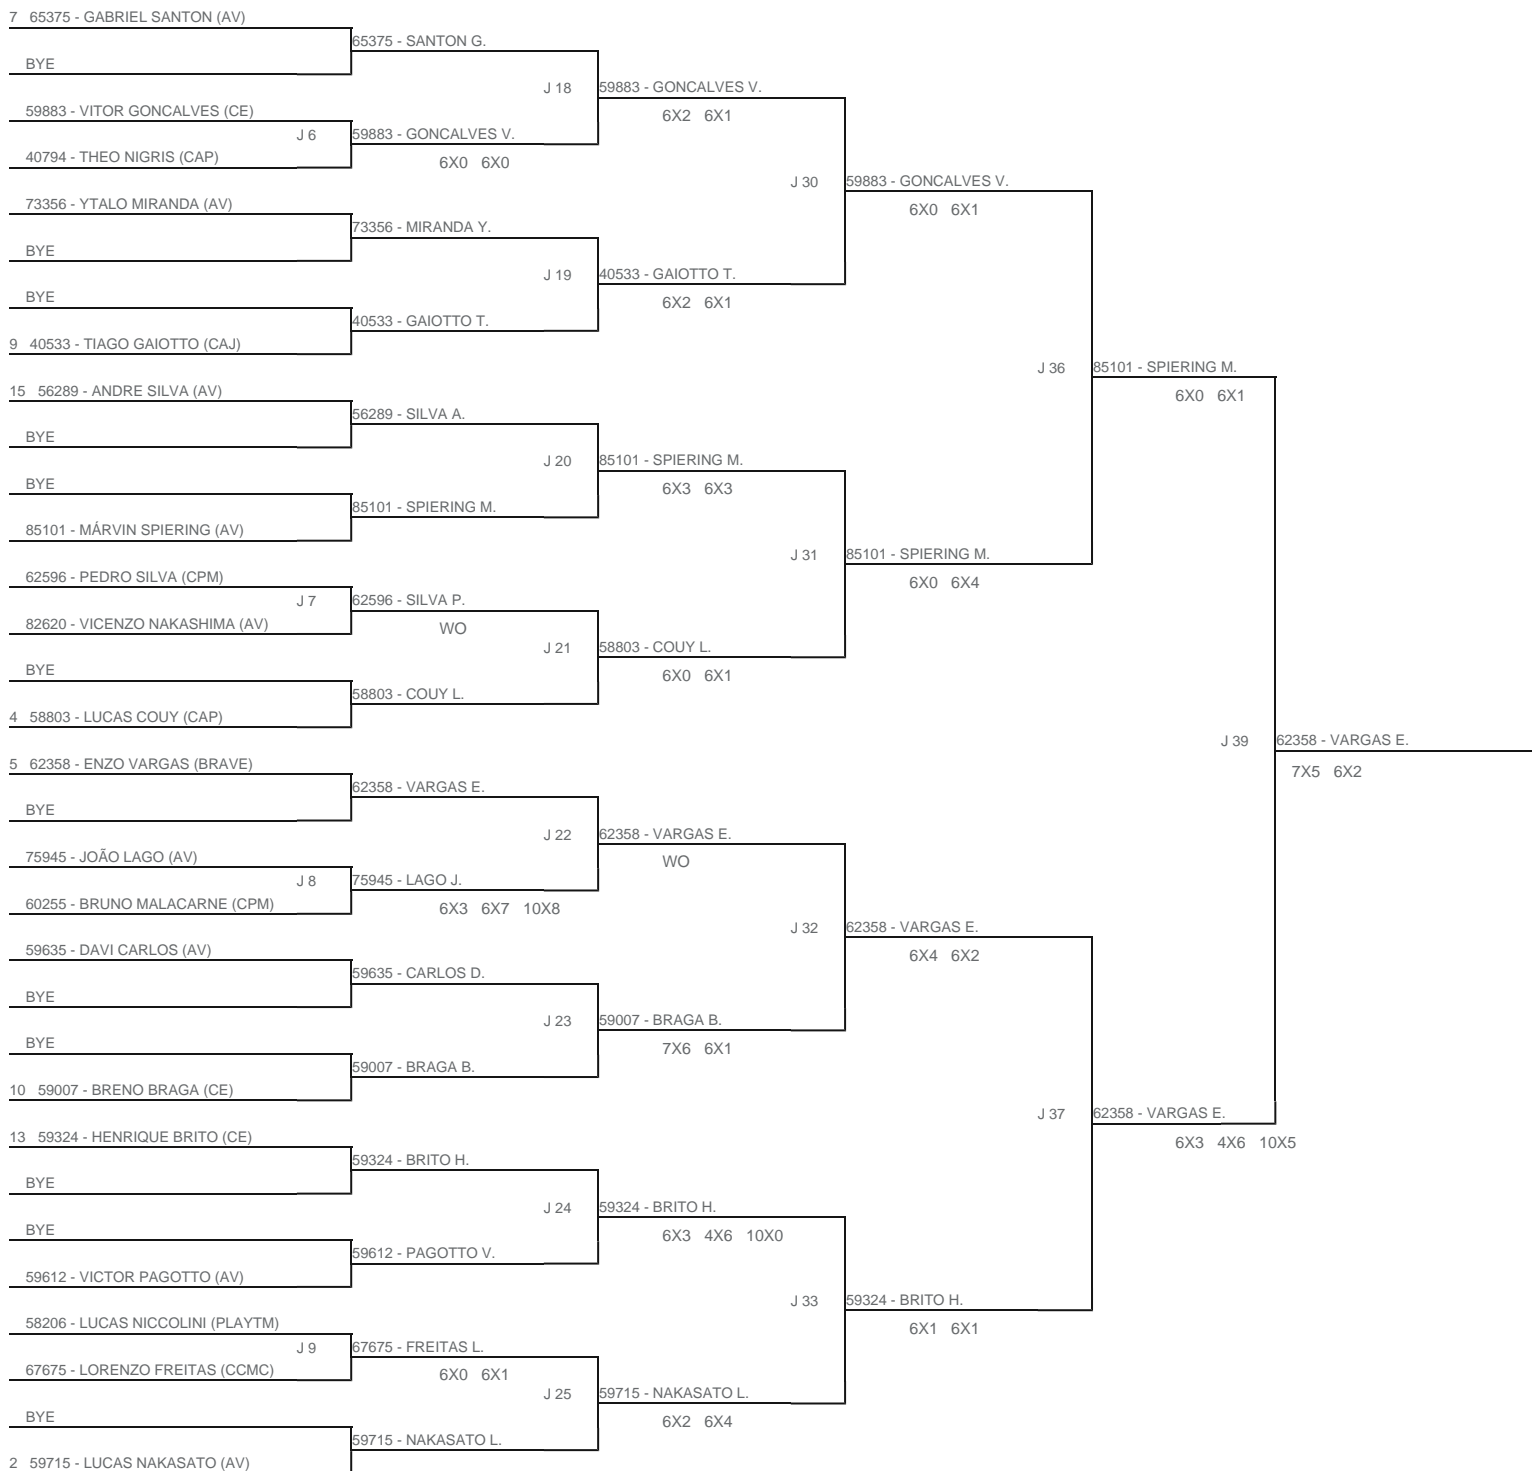 7 65375 - GABRIEL SANTON (AV)
65375 - SANTON G.
BYE
J 18
59883 - GONCALVES V.
6X2 6X1
59883 - VITOR GONCALVES (CE)
J 6
59883 - GONCALVES V.
6X0 6X0
40794 - THEO NIGRIS (CAP)
J 30
59883 - GONCALVES V.
6X0 6X1
73356 - YTALO MIRANDA (AV)
73356 - MIRANDA Y.
BYE
J 19
40533 - GAIOTTO T.
6X2 6X1
BYE
40533 - GAIOTTO T.
9 40533 - TIAGO GAIOTTO (CAJ)
J 36
85101 - SPIERING M.
6X0 6X1
15 56289 - ANDRE SILVA (AV)
56289 - SILVA A.
BYE
J 20
85101 - SPIERING M.
6X3 6X3
BYE
85101 - SPIERING M.
85101 - MÁRVIN SPIERING (AV)
J 31
85101 - SPIERING M.
6X0 6X4
62596 - PEDRO SILVA (CPM)
J 7
62596 - SILVA P.
WO
82620 - VICENZO NAKASHIMA (AV)
J 21
58803 - COUY L.
6X0 6X1
BYE
58803 - COUY L.
4 58803 - LUCAS COUY (CAP)
J 39
62358 - VARGAS E.
7X5 6X2
5 62358 - ENZO VARGAS (BRAVE)
62358 - VARGAS E.
BYE
J 22
62358 - VARGAS E.
WO
75945 - JOÃO LAGO (AV)
J 8
75945 - LAGO J.
6X3 6X7 10X8
60255 - BRUNO MALACARNE (CPM)
J 32
62358 - VARGAS E.
6X4 6X2
59635 - DAVI CARLOS (AV)
59635 - CARLOS D.
BYE
J 23
59007 - BRAGA B.
7X6 6X1
BYE
59007 - BRAGA B.
10 59007 - BRENO BRAGA (CE)
J 37
62358 - VARGAS E.
6X3 4X6 10X5
13 59324 - HENRIQUE BRITO (CE)
59324 - BRITO H.
BYE
J 24
59324 - BRITO H.
6X3 4X6 10X0
BYE
59612 - PAGOTTO V.
59612 - VICTOR PAGOTTO (AV)
J 33
59324 - BRITO H.
6X1 6X1
58206 - LUCAS NICCOLINI (PLAYTM)
J 9
67675 - FREITAS L.
6X0 6X1
67675 - LORENZO FREITAS (CCMC)
J 25
59715 - NAKASATO L.
6X2 6X4
BYE
59715 - NAKASATO L.
2 59715 - LUCAS NAKASATO (AV)